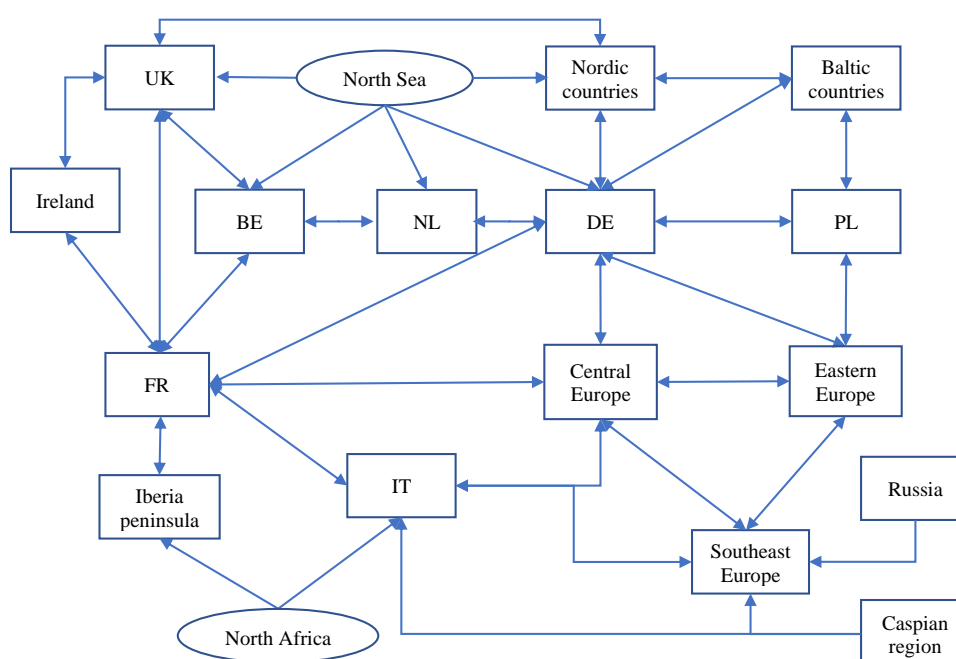 UK
North Sea
Nordic
countries
Baltic
countries
Ireland
BE
NL
DE
PL
FR
Central
Europe
Eastern
Europe
Iberia
peninsula
IT
Russia
Southeast
Europe
North Africa
Caspian
region